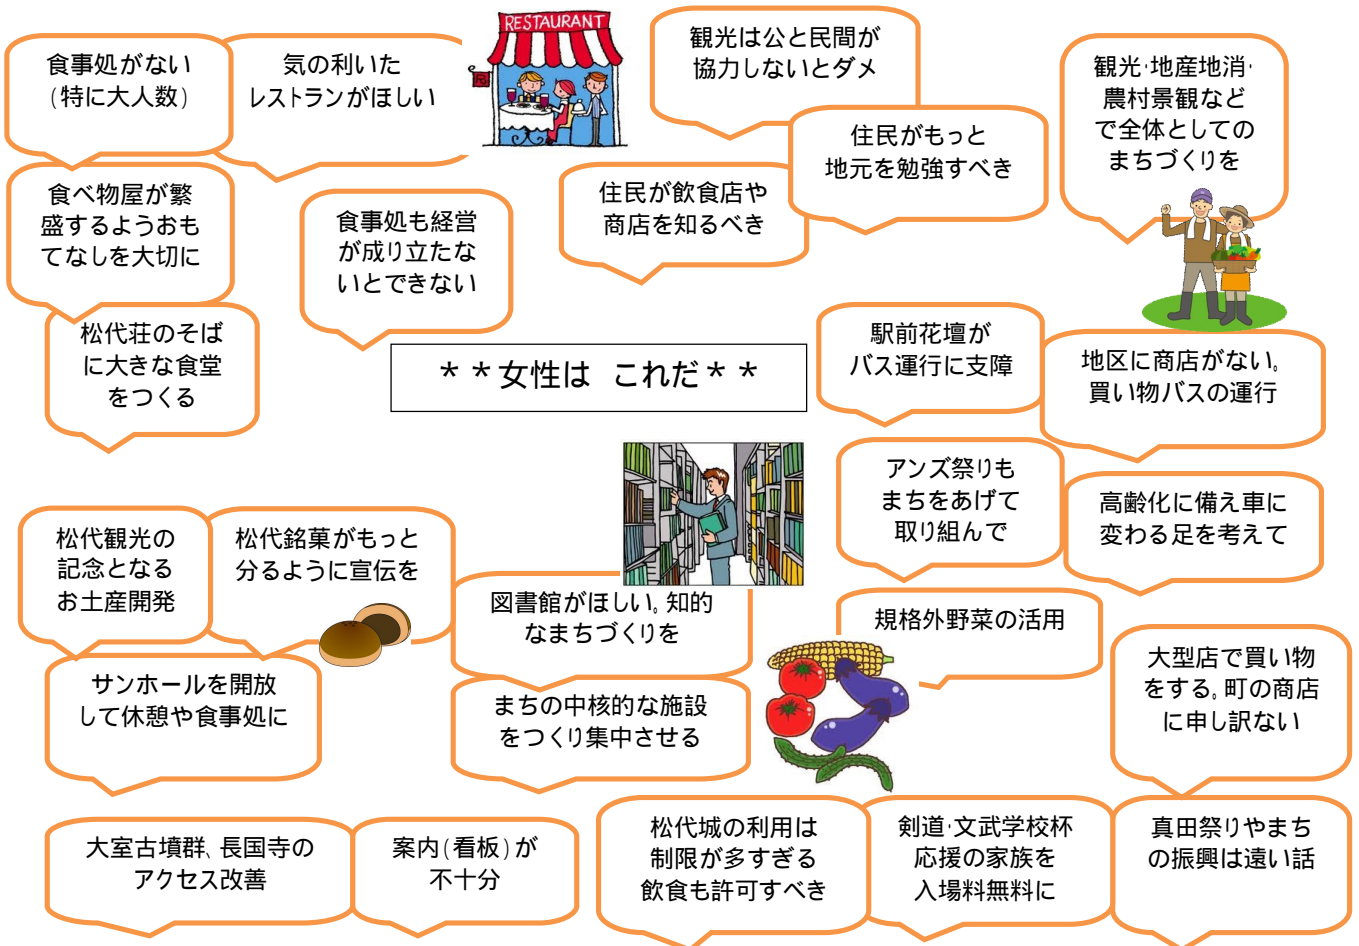 食事処がない
(特に大人数)
気の利いた
レストランがほしい
RESTAURANT
R
観光は公と民間が
協力しないとダメ
住民がもっと
地元を勉強すべき
観光・地産地消・
農村景観など
で全体としての
まちづくりを
食べ物屋が繁
盛するようおも
てなしを大切に
食事処も経営
が成り立たな
いとできない
住民が飲食店や
商店を知るべき
松代荘のそば
に大きな食堂
をつくる
**女性は これだ**
駅前花壇が
バス運行に支障
地区に商店がない。
買い物バスの運行
アンズ祭りも
まちをあげて
取り組んで
高齢化に備え車に
変わる足を考えて
松代観光の
記念となる
お土産開発
松代銘菓がもっと
分るように宣伝を
図書館がほしい。知的
なまちづくりを
規格外野菜の活用
サンホールを開放
して休憩や食事処に
まちの中核的な施設
をつくり集中させる
大型店で買い物
をする。町の商店
に申し訳ない
大室古墳群、長国寺の
アクセス改善
案内(看板)が
不十分
松代城の利用は
制限が多すぎる
飲食も許可すべき
剣道・文武学校杯
応援の家族を
入場料無料に
真田祭りやまち
の振興は遠い話